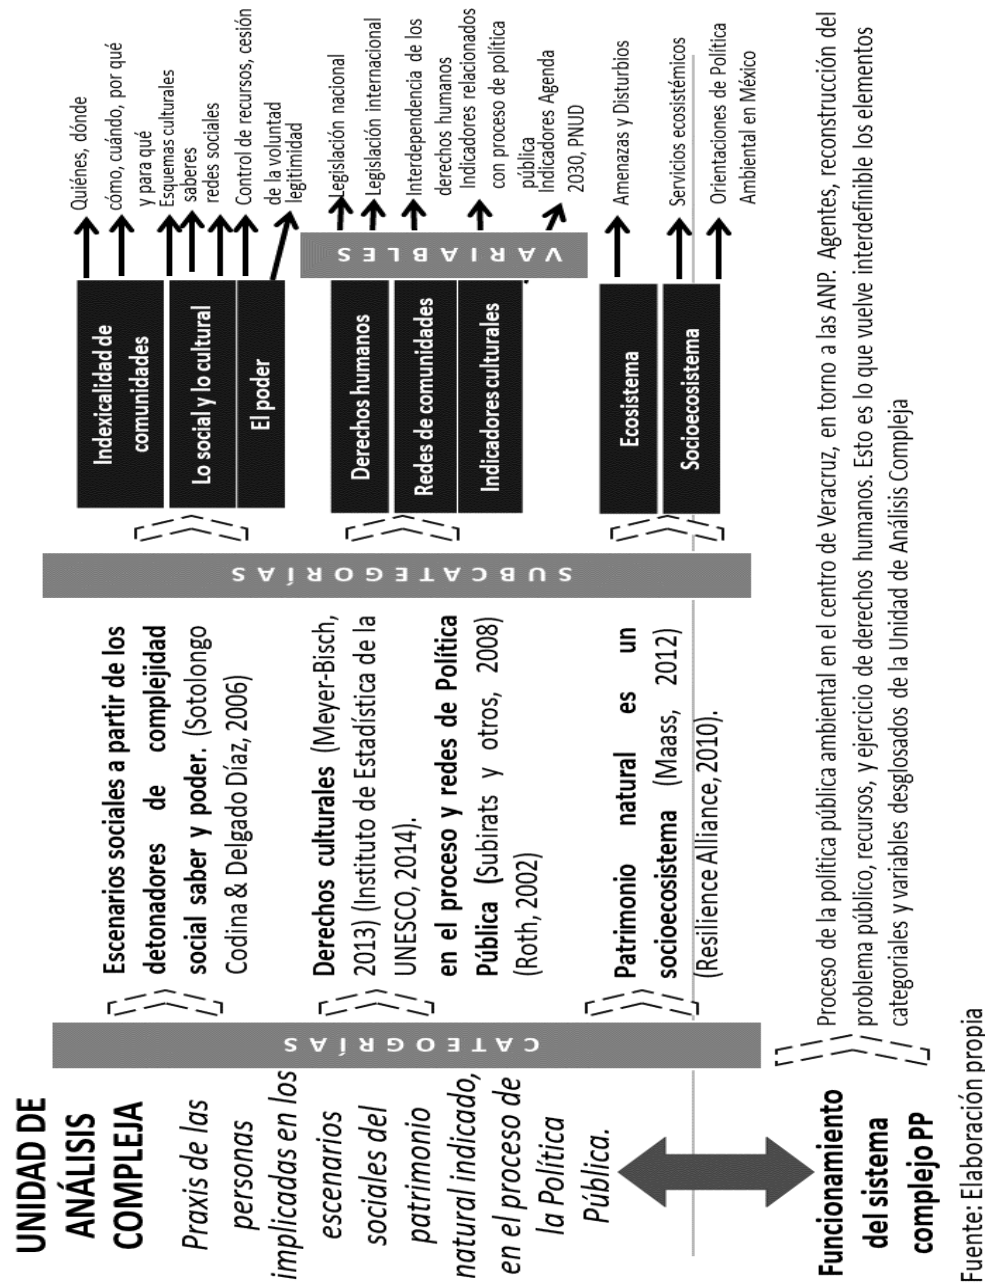 UNIDAD DE
ANÁLISIS
COMPLEJA
Praxis de las
personas
implicadas en los
escenarios
sociales del
patrimonio
natural indicado,
en el proceso de
la Política
Pública.
CATEOGRÍAS
Escenarios sociales a partir de los
detonadores de complejidad
social saber y poder. (Sotolongo
Codina & Delgado Díaz, 2006)
Derechos culturales (Meyer-Bisch,
2013) (Instituto de Estadística de la
UNESCO, 2014).
en el proceso y redes de Política
Pública (Subirats y otros, 2008)
(Roth, 2002)
Patrimonio natural es un
socioecosistema (Maass, 2012)
(Resilience Alliance, 2010).
SUBCATEGORÍAS
Indexicalidad de
comunidades
Lo social y lo cultural
El poder
Derechos humanos
Redes de comunidades
Indicadores culturales
Ecosistema
Socioecosistema
VARIABLES
Quiénes, dónde
cómo, cuándo, por qué
y para qué
Esquemas culturales
saberes
redes sociales
Control de recursos, cesión
de la voluntad
legitimidad
Legislación nacional
Legislación internacional
Interdependencia de los
derechos humanos
Indicadores relacionados
con proceso de política
pública
Indicadores Agenda
2030, PNUD
Amenazas y Disturbios
Servicios ecosistémicos
Orientaciones de Política
Ambiental en México
Funcionamiento
del sistema
complejo PP
Proceso de la política pública ambiental en el centro de Veracruz, en torno a las ANP. Agentes, reconstrucción del
problema público, recursos, y ejercicio de derechos humanos. Esto es lo que vuelve interdefinible los elementos
categoriales y variables desglosados de la Unidad de Análisis Compleja
Fuente: Elaboración propia